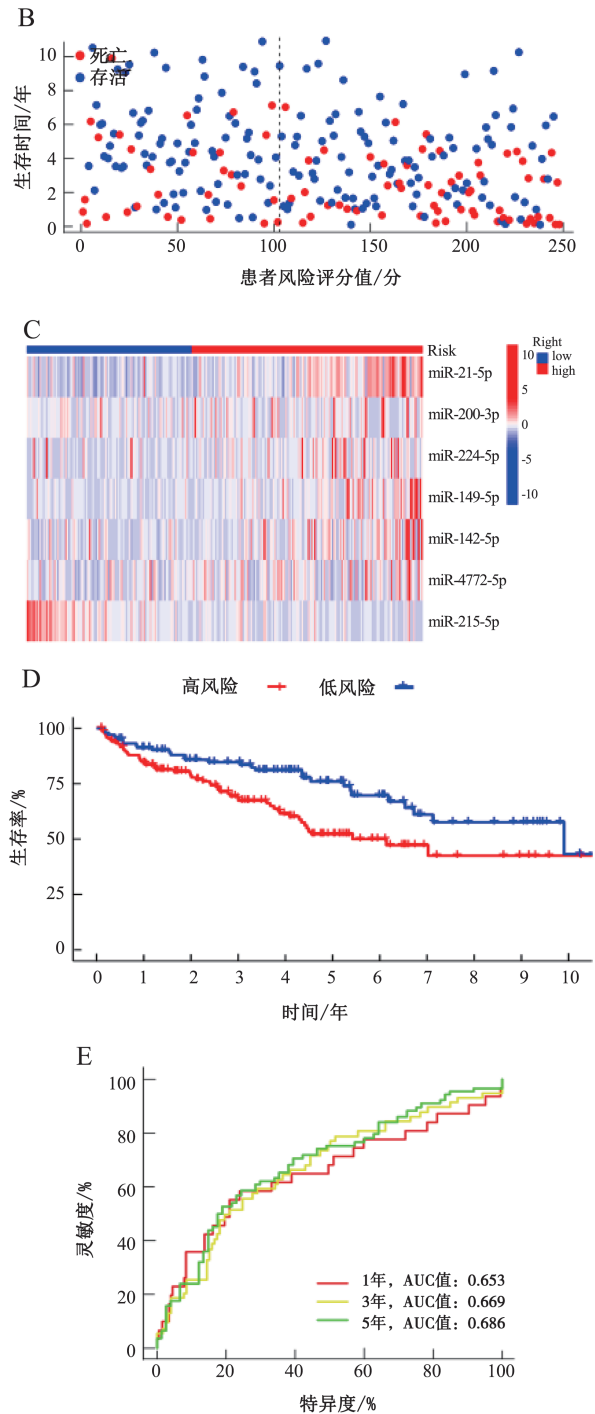 B
死亡
存活
生存时间/年
10
8
6
4
2
0
0 50 100 150 200 250
患者风险评分值/分
C
Risk
miR-21-5p
miR-200-3p
miR-224-5p
miR-149-5p
miR-142-5p
miR-4772-5p
miR-215-5p
10
5
0
-5
-10
Right
low
high
D
高风险 低风险
生存率/%
100
75
50
25
0
0 1 2 3 4 5 6 7 8 9 10
时间/年
E
灵敏度/%
100
80
60
40
20
0
1年，AUC值：0.653
3年，AUC值：0.669
5年，AUC值：0.686
0 20 40 60 80 100
特异度/%